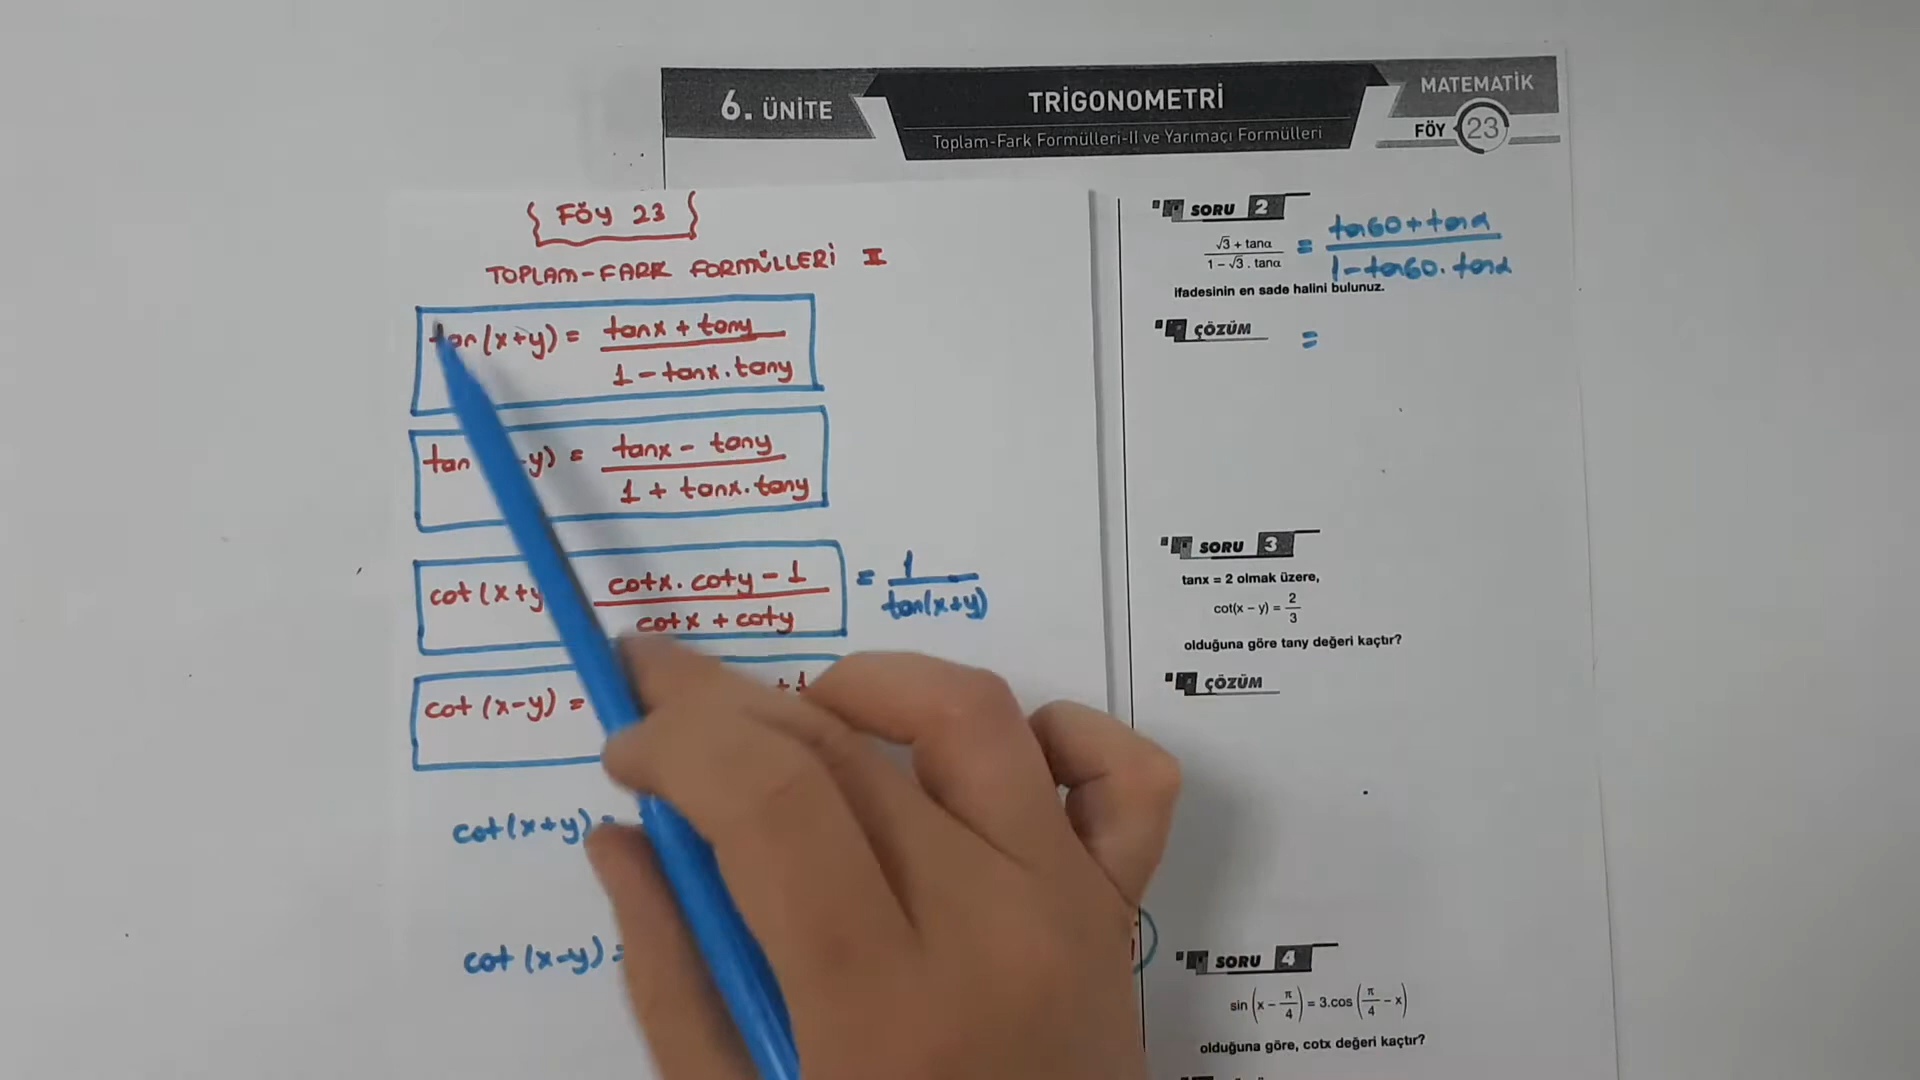 6. ÜNİTE
TRİGONOMETRİ
Toplam-Fark Formülleri-II ve Yarımaçı Formülleri
MATEMATİK
FÖY 23
FÖY 23
TOPLAM-FARK FORMÜLLERİ II
tan(x+y) = tanx + tany / 1 - tanx.tany
tan y) = tanx - tany / 1 + tanx.tany
cot(x+y cotx.coty - 1 / cotx + coty = 1 / tan(x+y)
cot(x-y) = +1
cot(x+y) =
cot(x-y) =
SORU 2
√3 + tanα / 1 - √3 . tanα = tan60 + tanα / 1 - tan60.tanα
ifadesinin en sade halini bulunuz.
ÇÖZÜM
=
SORU 3
tanx = 2 olmak üzere,
cot(x - y) = 2/3
olduğuna göre tany değeri kaçtır?
ÇÖZÜM
SORU 4
sin(x - π/4) = 3.cos(π/4 - x)
olduğuna göre, cotx değeri kaçtır?